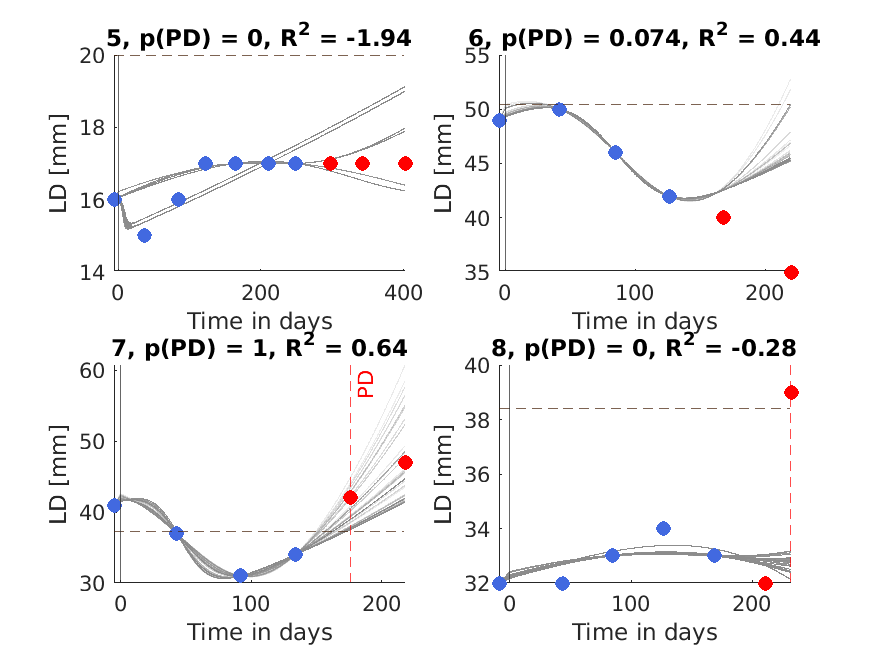 5, p(PD) = 0, R² = -1.94
20
18
16
14
LD [mm]
0
200
400
Time in days
6, p(PD) = 0.074, R² = 0.44
55
50
45
40
35
LD [mm]
0
100
200
Time in days
7, p(PD) = 1, R² = 0.64
60
50
40
30
LD [mm]
PD
0
100
200
Time in days
8, p(PD) = 0, R² = -0.28
40
38
36
34
32
LD [mm]
0
100
200
Time in days